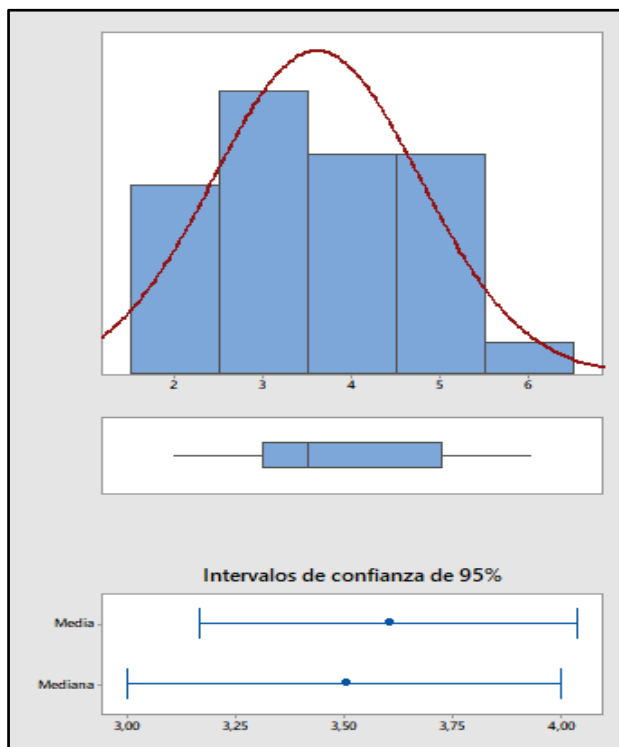 2 3 4 5 6
Intervalos de confianza de 95%
Media
Mediana
3,00 3,25 3,50 3,75 4,00